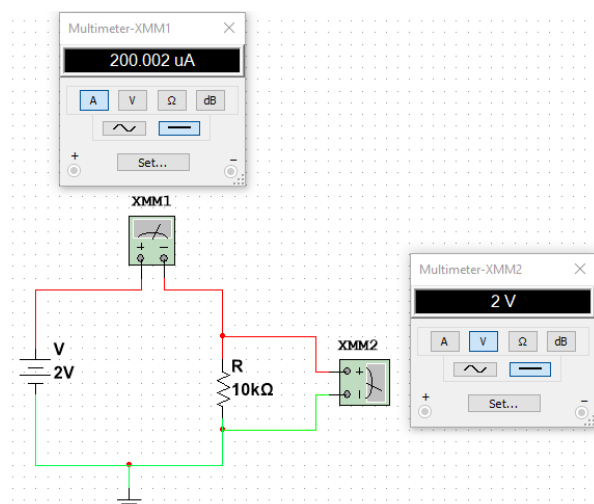 Multimeter-XMM1
200.002 uA
A V Ω dB
+ Set... −
XMM1
+ −
Multimeter-XMM2
2 V
A V Ω dB
+ Set... −
XMM2
+
V
2V
R
10kΩ